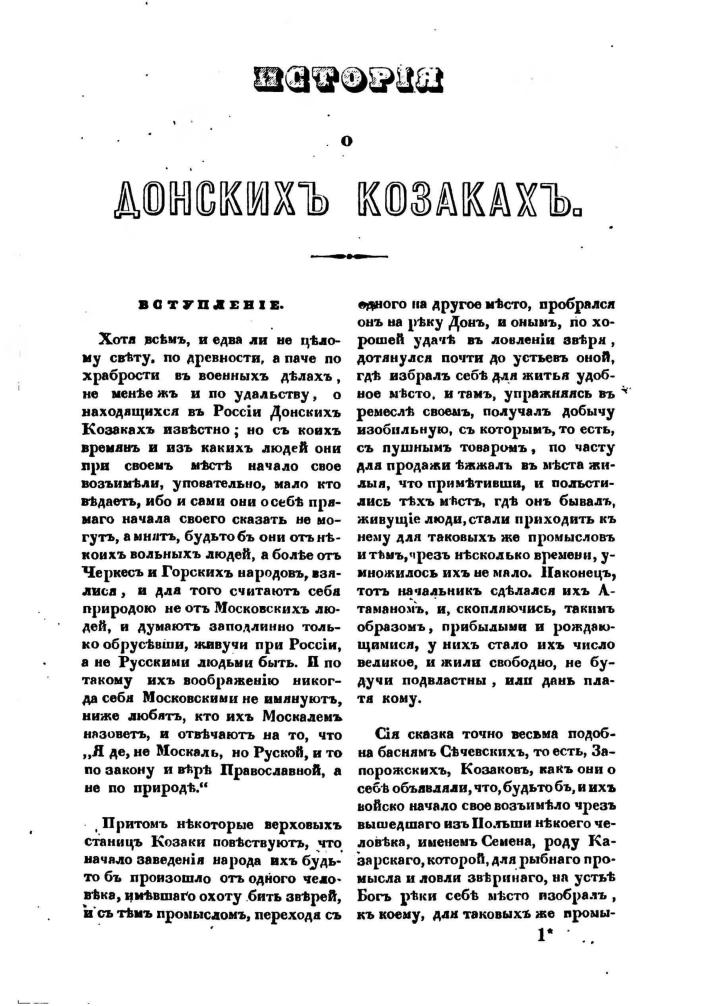 ИСТОРІЯ
О
ДОНСКИХЪ КОЗАКАХЪ.
ВСТУПЛЕНІЕ.
Хотя всѣмъ, и едва ли не цѣло-
му свѣту, по древности, а паче по
храбрости въ военныхъ дѣлахъ,
не менѣе жъ и по удальству, о
находящихся въ Россіи Донскихъ
Козакахъ извѣстно; но съ коихъ
времянъ и изъ какихъ людей они
при своемъ мѣстѣ начало свое
возъимѣли, уповательно, мало кто
вѣдаетъ, ибо и сами они о себѣ пря-
маго начала своего сказать не мо-
гутъ, а мнятъ, будьто бъ они отъ нѣ-
коихъ вольныхъ людей, а болѣе отъ
Черкесъ и Горскихъ народовъ, взя-
лися, и для того считаютъ себя
природою не отъ Московскихъ лю-
дей, и думаютъ заподлинно толь-
ко обрусѣвши, живучи при Россіи,
а не Русскими людьми быть. И по
такому ихъ воображенію никог-
да себя Московскими не имянуютъ,
ниже любятъ, кто ихъ Москалемъ
назоветъ, и отвѣчаютъ на то, что
„Я де, не Москаль, но Руской, и то
по закону и вѣрѣ Православной, а
не по природѣ.“
Притомъ нѣкоторые верховыхъ
станицъ Козаки повѣствуютъ, что
начало заведенія народа ихъ будь-
то бъ произошло отъ одного чело-
вѣка, имѣвшаго охоту бить звѣрей,
и съ тѣмъ промысломъ, переходя съ
одного на другое мѣсто, пробрался
онъ на рѣку Донъ, и онымъ, по хо-
рошей удачѣ въ ловленіи звѣря,
дотянулся почти до устьевъ оной,
гдѣ избралъ себѣ для житья удоб-
ное мѣсто, и тамъ, упражняясь въ
ремеслѣ своемъ, получалъ добычу
изобильную, съ которымъ, то есть,
съ пушнымъ товаромъ, по часту
для продажи ѣжжалъ въ мѣста жи-
лыя, что примѣтивши, и польсти-
лись тѣхъ мѣстъ, гдѣ онъ бывалъ,
живущіе люди, стали приходить къ
нему для таковыхъ же промысловъ
и тѣмъ, чрезъ нѣсколько времени, у-
множилось ихъ не мало. Наконецъ,
тотъ начальникъ сдѣлался ихъ А-
таманомъ, и, скопляючись, такимъ
образомъ, прибылыми и рождаю-
щимися, у нихъ стало ихъ число
великое, и жили свободно, не бу-
дучи подвластны, или дань пла-
тя кому.
Сія сказка точно весьма подоб-
на баснямъ Сѣчевскихъ, то есть, За-
порожскихъ, Козаковъ, какъ они о
себѣ объявляли, что, будьто бъ, и ихъ
войско начало свое возъимѣло чрезъ
вышедшаго изъ Польши нѣкоего че-
ловѣка, именемъ Семена, роду Ка-
зарскаго, которой, для рыбнаго про-
мысла и ловли звѣринаго, на устьѣ
Богъ рѣки себѣ мѣсто изобралъ,
къ коему, для таковыхъ же промы-
1*